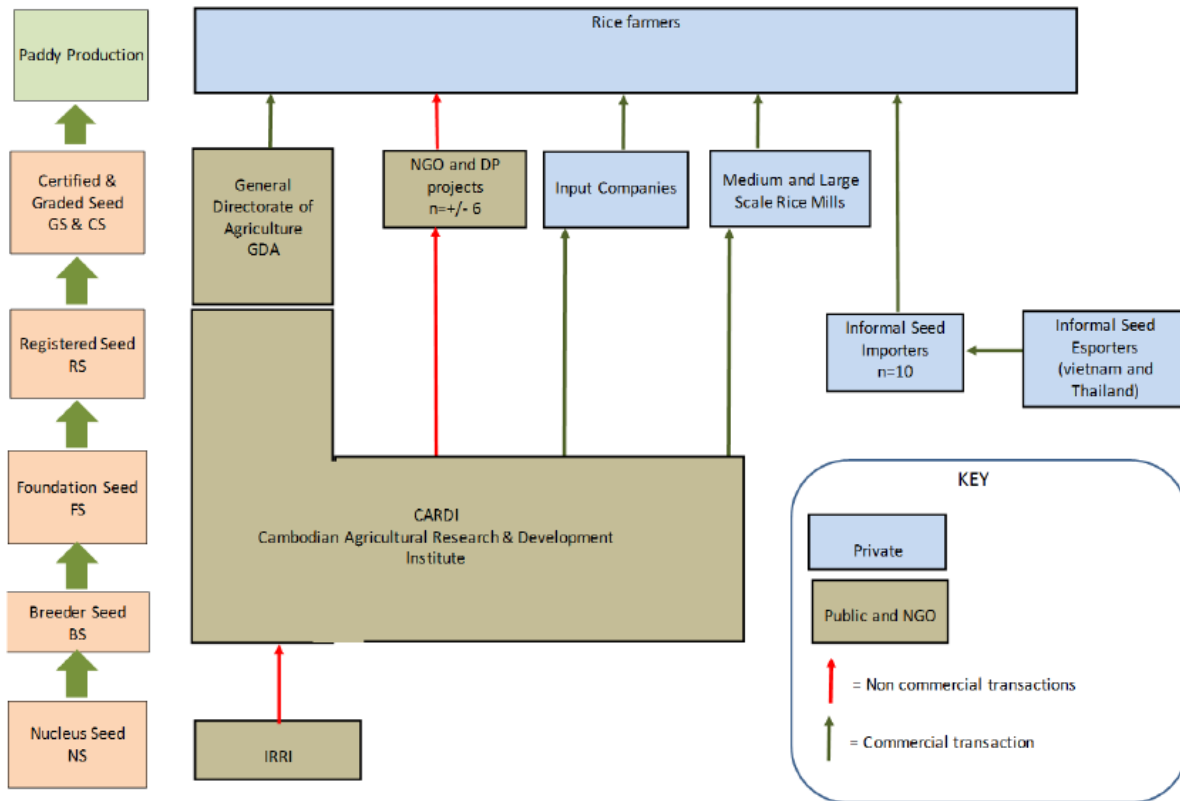 Rice farmers
Paddy Production
Certified &
Graded Seed
GS & CS
General
Directorate of
Agriculture
GDA
NGO and DP
projects
n=+/- 6
Input Companies
Medium and Large
Scale Rice Mills
Registered Seed
RS
Informal Seed
Importers
n=10
Informal Seed
Esporters
(vietnam and
Thailand)
Foundation Seed
FS
CARDI
Cambodian Agricultural Research & Development
Institute
Breeder Seed
BS
Nucleus Seed
NS
IRRI
KEY
Private
Public and NGO
= Non commercial transactions
= Commercial transaction